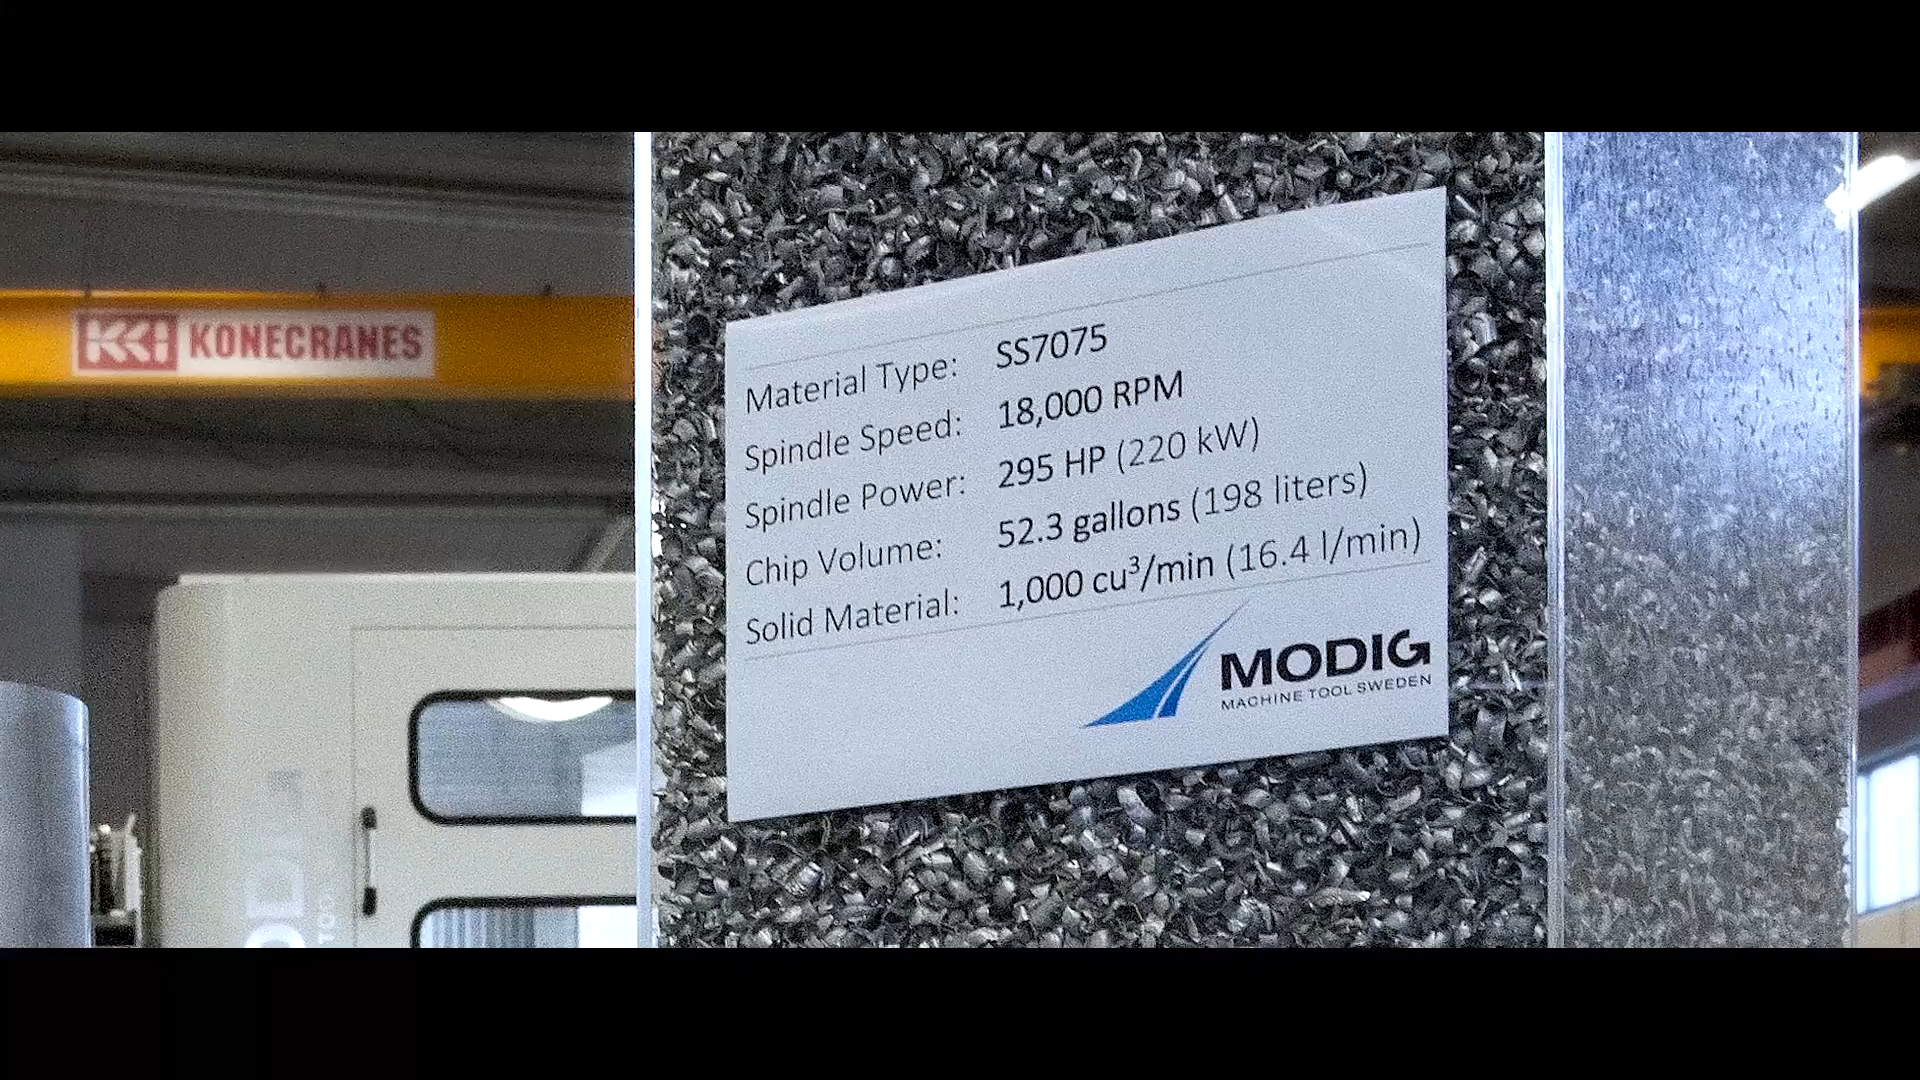 KKi KONECRANES
Material Type: SS7075
Spindle Speed: 18,000 RPM
Spindle Power: 295 HP (220 kW)
Chip Volume: 52.3 gallons (198 liters)
Solid Material: 1,000 cu³/min (16.4 l/min)
MODIG
MACHINE TOOL SWEDEN